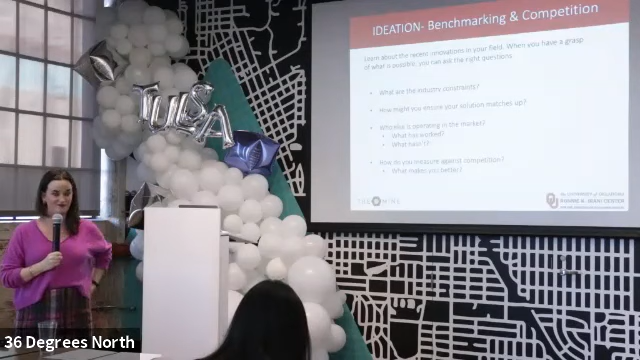 IDEATION- Benchmarking & Competition
Learn about the recent innovations in your field. When you have a grasp
of what is possible, you can ask the right questions.
What are the industry constraints?
How might you ensure your solution matches up?
Who else is operating in the market?
What has worked?
What hasn't?
How do you measure against competition?
What makes you better?
TULSA
36 Degrees North